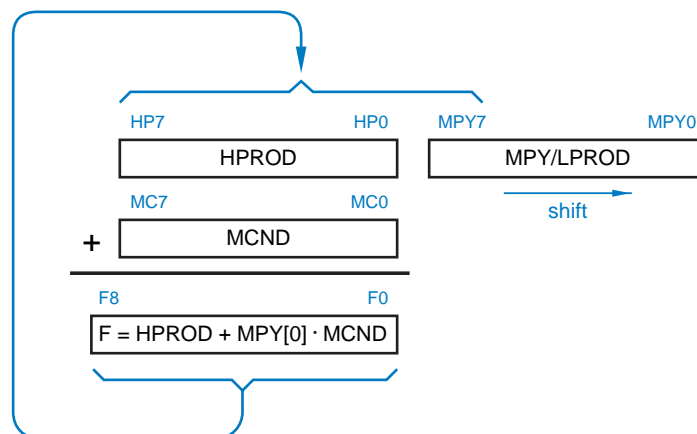 HP7 HP0 MPY7 MPY0
HPROD MPY/LPROD
MC7 MC0 shift
+ MCND
F8 F0
F = HPROD + MPY[0] · MCND